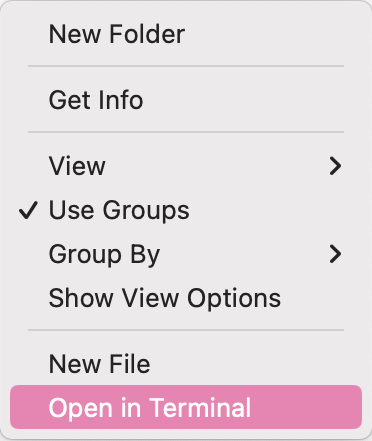 New Folder
Get Info
View
Use Groups
Group By
Show View Options
New File
Open in Terminal